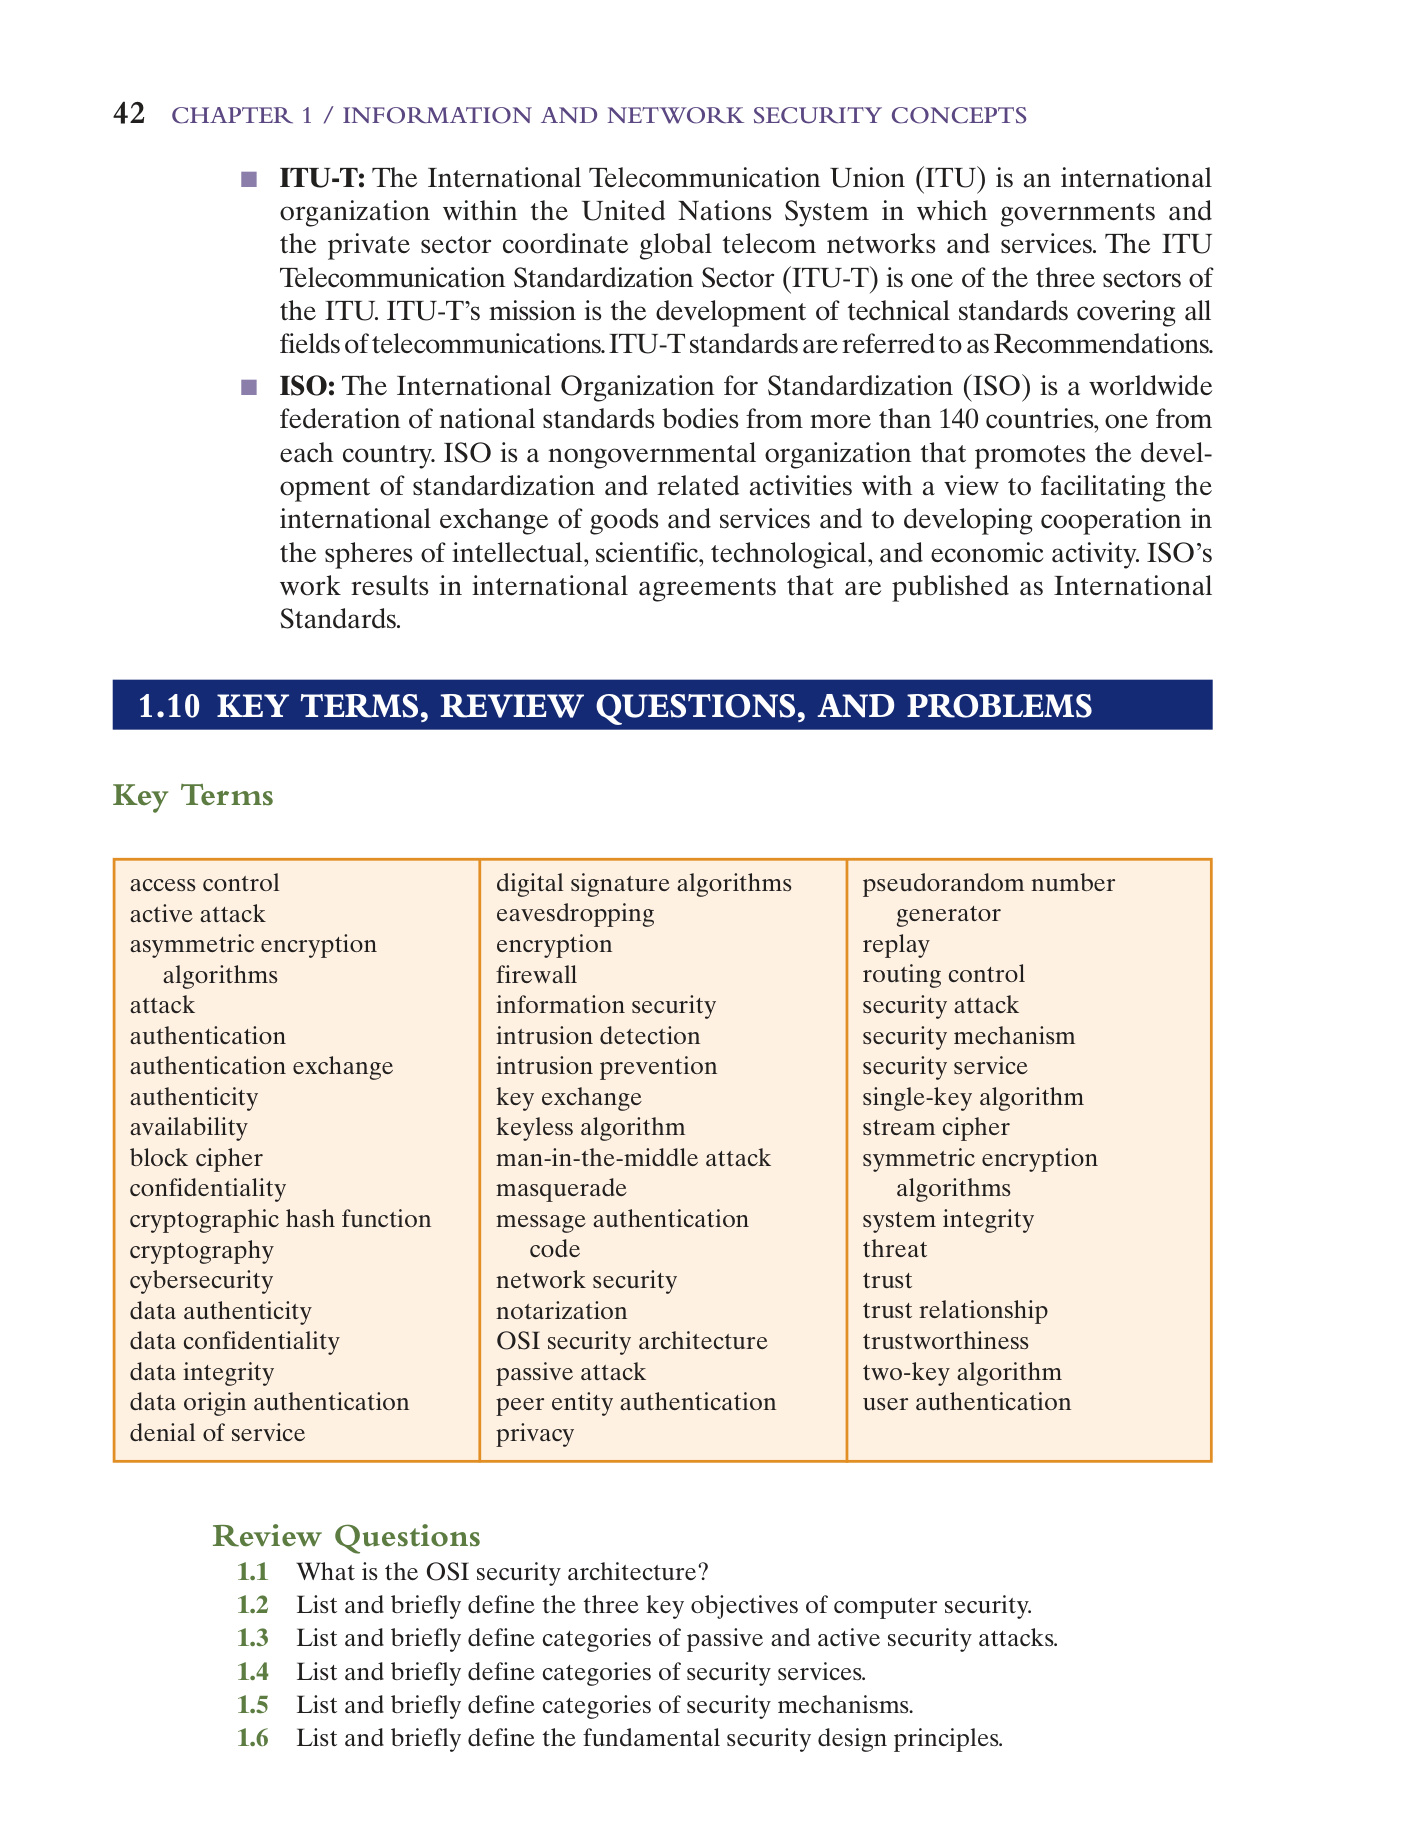 42 CHAPTER 1 / INFORMATION AND NETWORK SECURITY CONCEPTS
■ ITU-T: The International Telecommunication Union (ITU) is an international
organization within the United Nations System in which governments and
the private sector coordinate global telecom networks and services. The ITU
Telecommunication Standardization Sector (ITU-T) is one of the three sectors of
the ITU. ITU-T’s mission is the development of technical standards covering all
fields of telecommunications. ITU-T standards are referred to as Recommendations.
■ ISO: The International Organization for Standardization (ISO) is a worldwide
federation of national standards bodies from more than 140 countries, one from
each country. ISO is a nongovernmental organization that promotes the devel-
opment of standardization and related activities with a view to facilitating the
international exchange of goods and services and to developing cooperation in
the spheres of intellectual, scientific, technological, and economic activity. ISO’s
work results in international agreements that are published as International
Standards.
1.10 KEY TERMS, REVIEW QUESTIONS, AND PROBLEMS
Key Terms
access control
active attack
asymmetric encryption
algorithms
attack
authentication
authentication exchange
authenticity
availability
block cipher
confidentiality
cryptographic hash function
cryptography
cybersecurity
data authenticity
data confidentiality
data integrity
data origin authentication
denial of service
digital signature algorithms
eavesdropping
encryption
firewall
information security
intrusion detection
intrusion prevention
key exchange
keyless algorithm
man-in-the-middle attack
masquerade
message authentication
code
network security
notarization
OSI security architecture
passive attack
peer entity authentication
privacy
pseudorandom number
generator
replay
routing control
security attack
security mechanism
security service
single-key algorithm
stream cipher
symmetric encryption
algorithms
system integrity
threat
trust
trust relationship
trustworthiness
two-key algorithm
user authentication
Review Questions
1.1 What is the OSI security architecture?
1.2 List and briefly define the three key objectives of computer security.
1.3 List and briefly define categories of passive and active security attacks.
1.4 List and briefly define categories of security services.
1.5 List and briefly define categories of security mechanisms.
1.6 List and briefly define the fundamental security design principles.